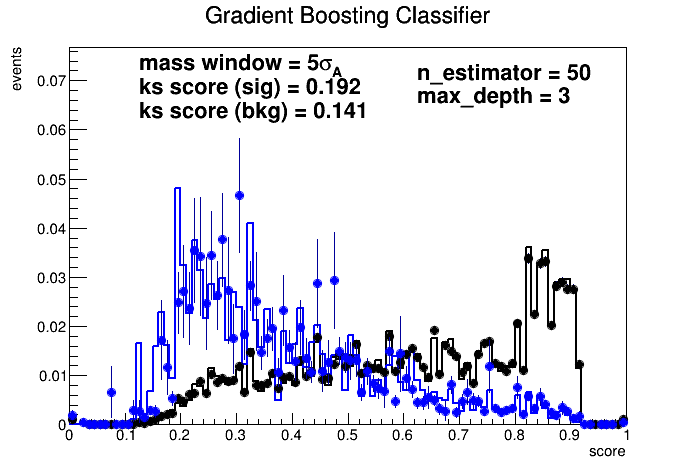 Gradient Boosting Classifier
events
mass window = 5σA
ks score (sig) = 0.192
ks score (bkg) = 0.141
n_estimator = 50
max_depth = 3
0.07
0.06
0.05
0.04
0.03
0.02
0.01
0
0 0.1 0.2 0.3 0.4 0.5 0.6 0.7 0.8 0.9 1
score